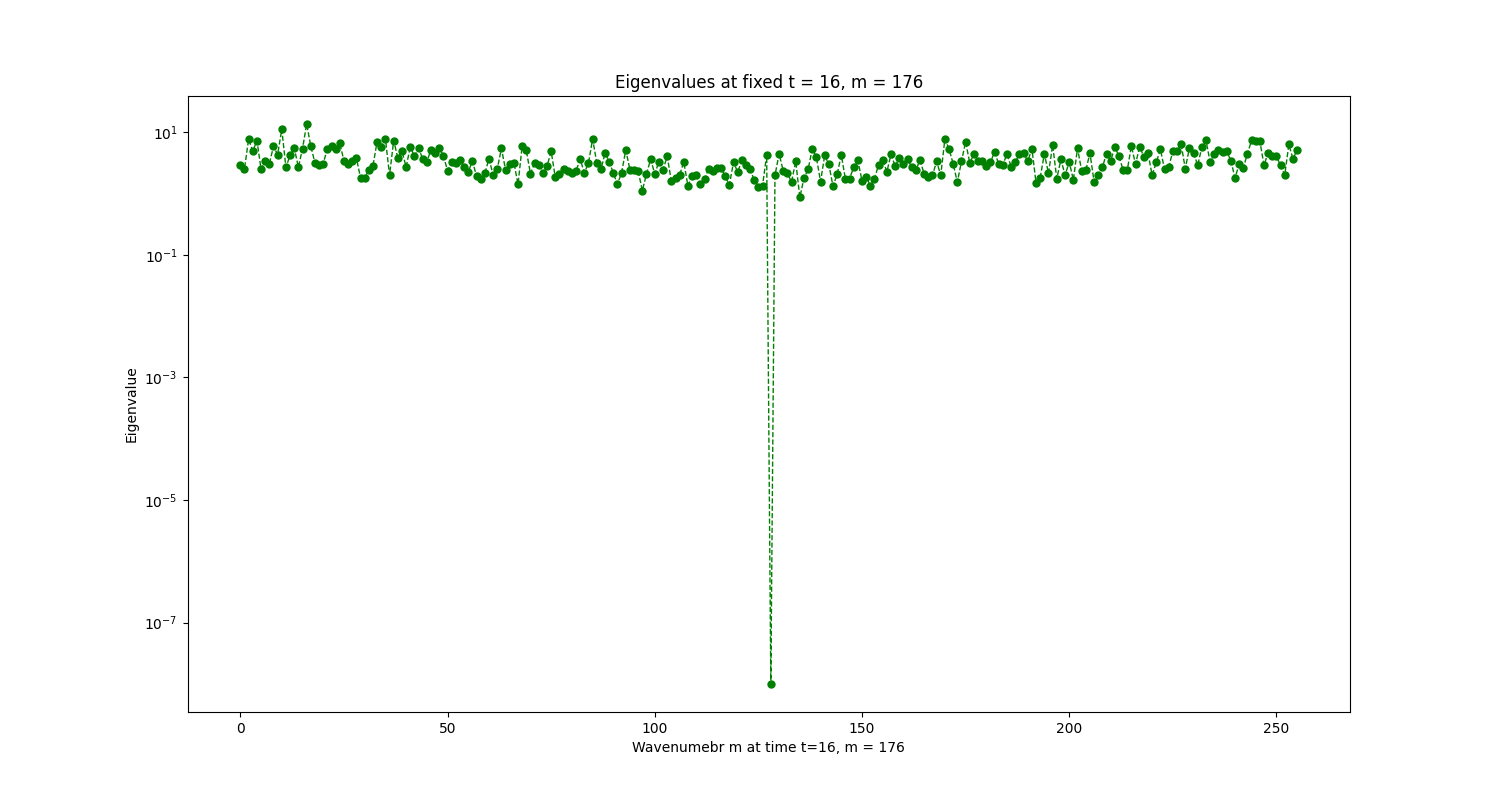 Eigenvalues at fixed t = 16, m = 176
10^1
10^−1
10^−3
10^−5
10^−7
Eigenvalue
0 50 100 150 200 250
Wavenumebr m at time t=16, m = 176